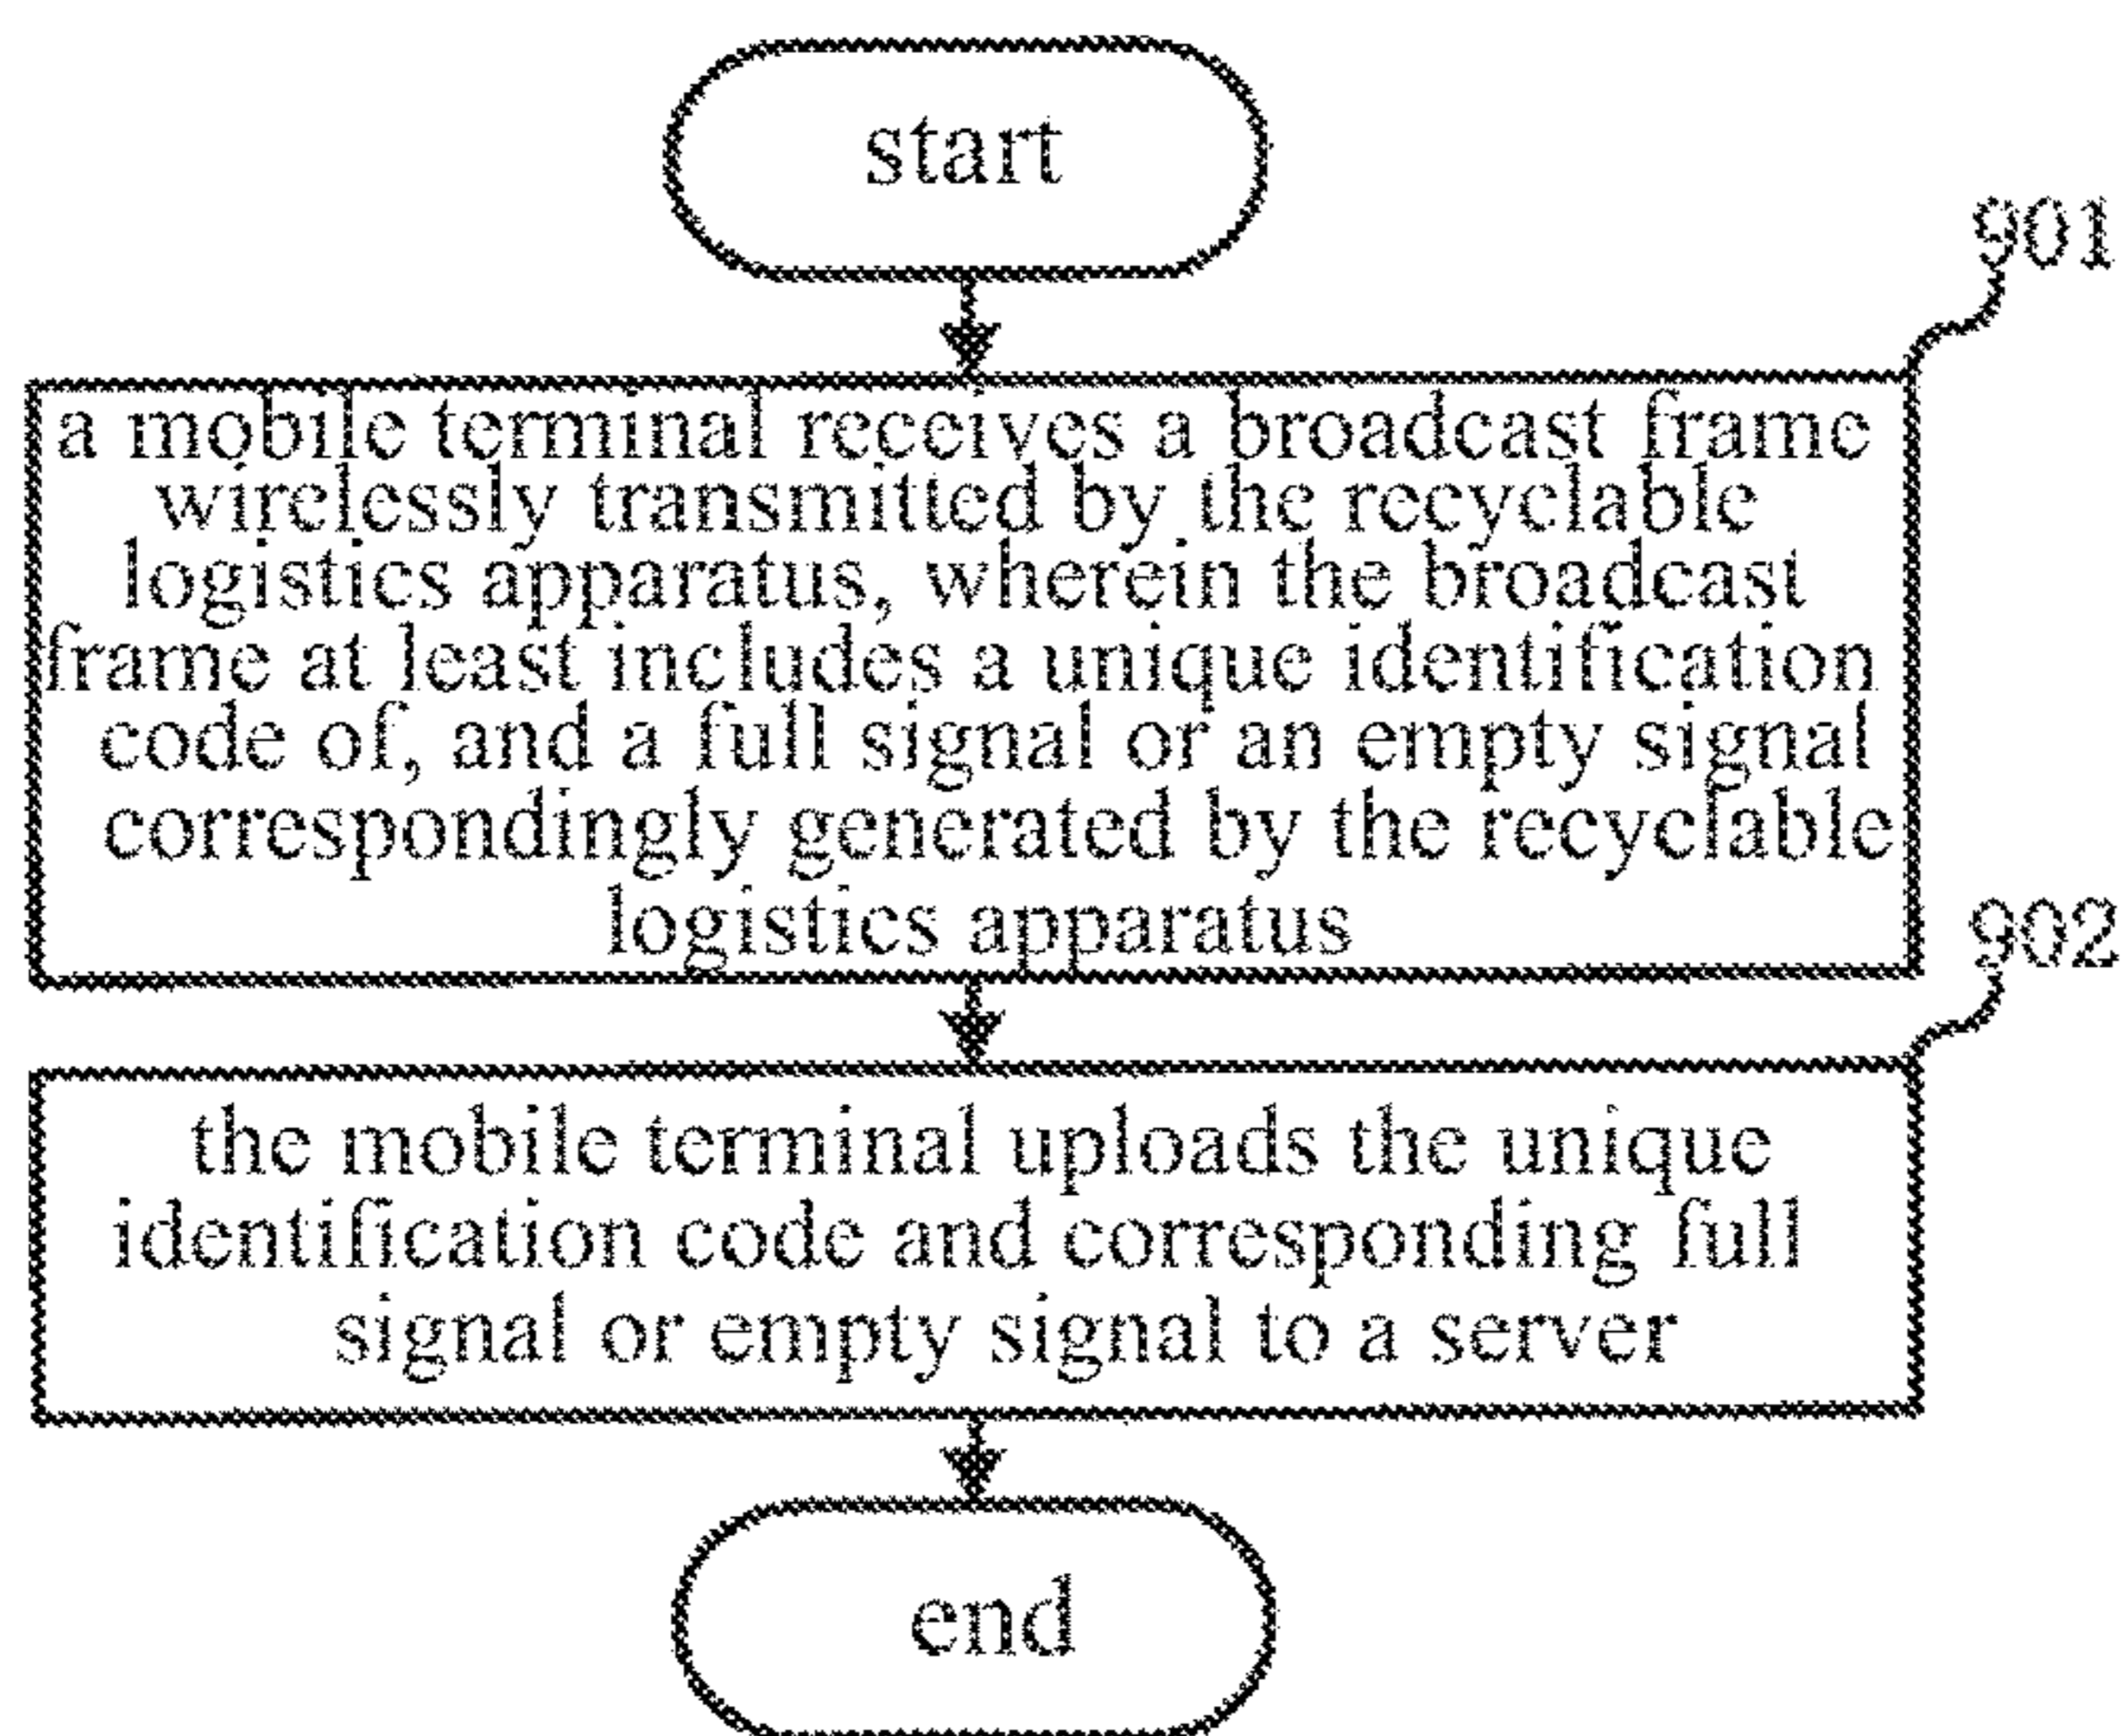 start
901
a mobile terminal receives a broadcast frame
wirelessly transmitted by the recyclable
logistics apparatus, wherein the broadcast
frame at least includes a unique identification
code of, and a full signal or an empty signal
correspondingly generated by the recyclable
logistics apparatus
902
the mobile terminal uploads the unique
identification code and corresponding full
signal or empty signal to a server
end